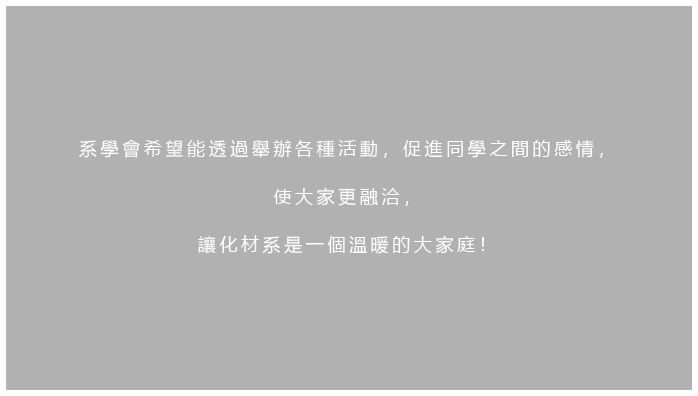 系學會希望能透過舉辦各種活動，促進同學之間的感情，
使大家更融洽，
讓化材系是一個溫暖的大家庭！